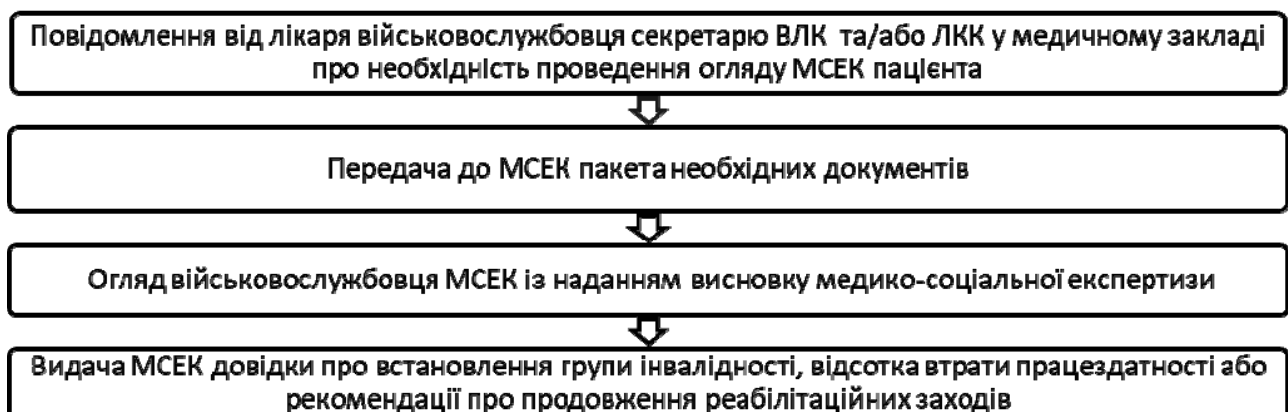 Повідомлення від лікаря військовослужбовця секретарю ВЛК та/або ЛКК у медичному закладі
про необхідність проведення огляду МСЕК пацієнта
Передача до МСЕК пакета необхідних документів
Огляд військовослужбовця МСЕК із наданням висновку медико-соціальної експертизи
Видача МСЕК довідки про встановлення групи інвалідності, відсотка втрати працездатності або
рекомендації про продовження реабілітаційних заходів